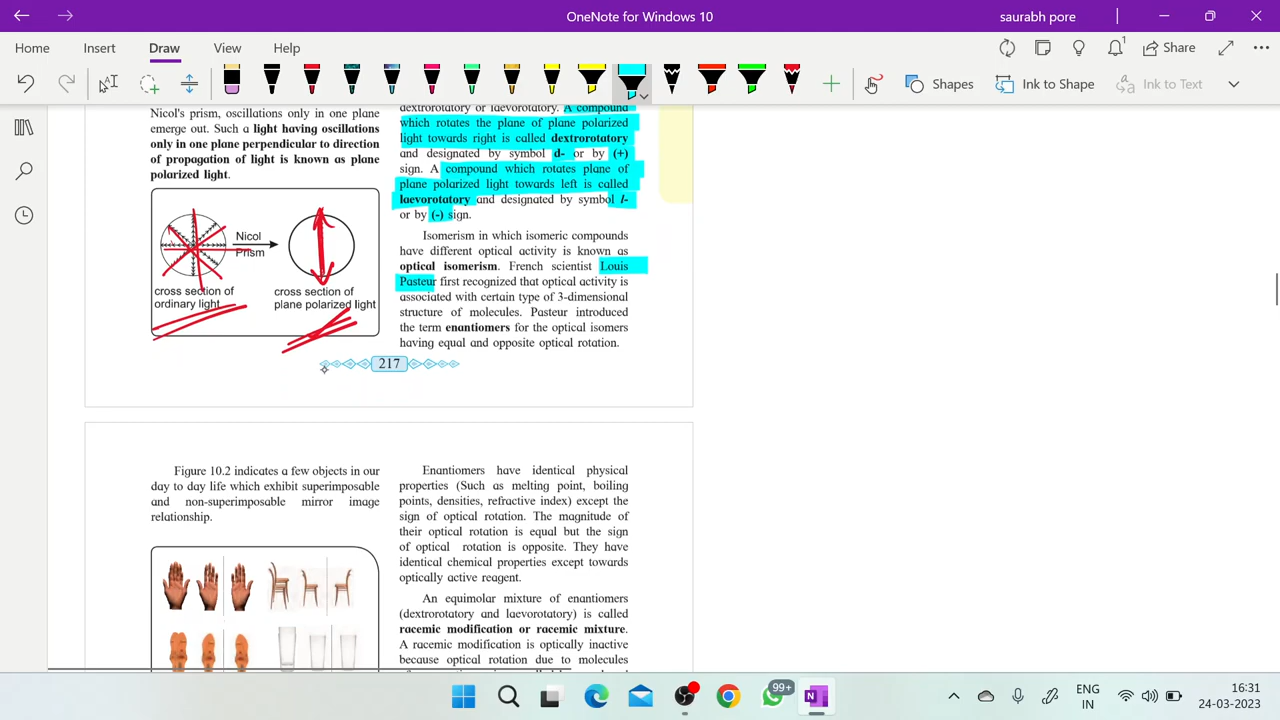 OneNote for Windows 10
saurabh pore
Home
Insert
Draw
View
Help
Share
Shapes
Ink to Shape
Ink to Text
Nicol's prism, oscillations only in one plane
emerge out. Such a light having oscillations
only in one plane perpendicular to direction
of propagation of light is known as plane
polarized light.
Nicol
Prism
cross section of
ordinary light
cross section of
plane polarized light
dextrorotatory or laevorotatory. A compound
which rotates the plane of plane polarized
light towards right is called dextrorotatory
and designated by symbol d- or by (+)
sign. A compound which rotates plane of
plane polarized light towards left is called
laevorotatory and designated by symbol l-
or by (-) sign.
Isomerism in which isomeric compounds
have different optical activity is known as
optical isomerism. French scientist Louis
Pasteur first recognized that optical activity is
associated with certain type of 3-dimensional
structure of molecules. Pasteur introduced
the term enantiomers for the optical isomers
having equal and opposite optical rotation.
217
Figure 10.2 indicates a few objects in our
day to day life which exhibit superimposable
and non-superimposable mirror image
relationship.
Enantiomers have identical physical
properties (Such as melting point, boiling
points, densities, refractive index) except the
sign of optical rotation. The magnitude of
their optical rotation is equal but the sign
of optical rotation is opposite. They have
identical chemical properties except towards
optically active reagent.
An equimolar mixture of enantiomers
(dextrorotatory and laevorotatory) is called
racemic modification or racemic mixture.
A racemic modification is optically inactive
because optical rotation due to molecules
99+
ENG
IN
16:31
24-03-2023